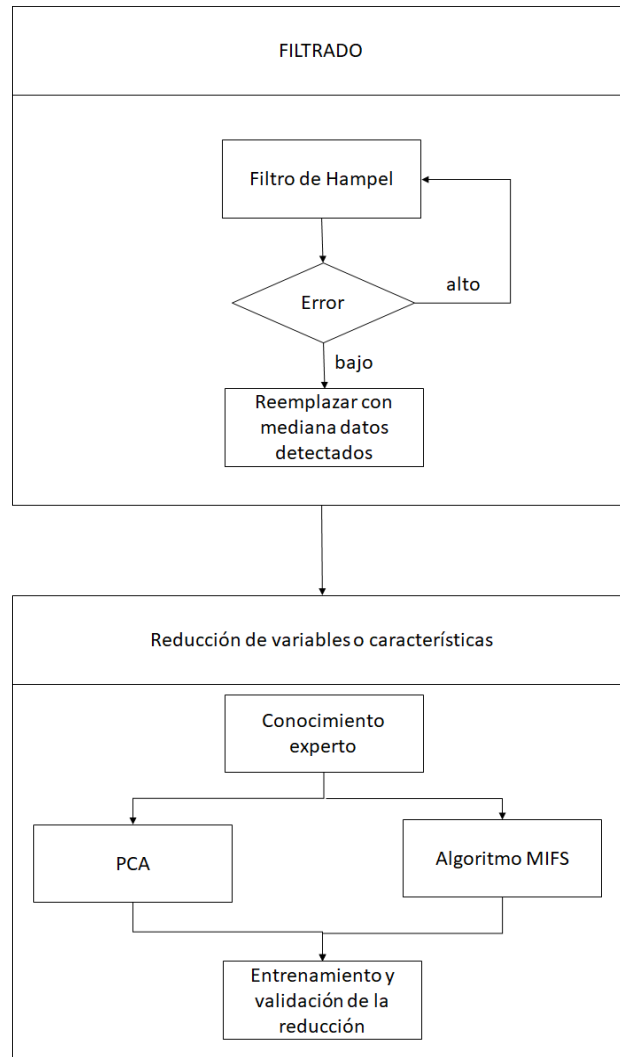 FILTRADO
Filtro de Hampel
Error
alto
bajo
Reemplazar con
mediana datos
detectados
Reducción de variables o características
Conocimiento
experto
PCA
Algoritmo MIFS
Entrenamiento y
validación de la
reducción